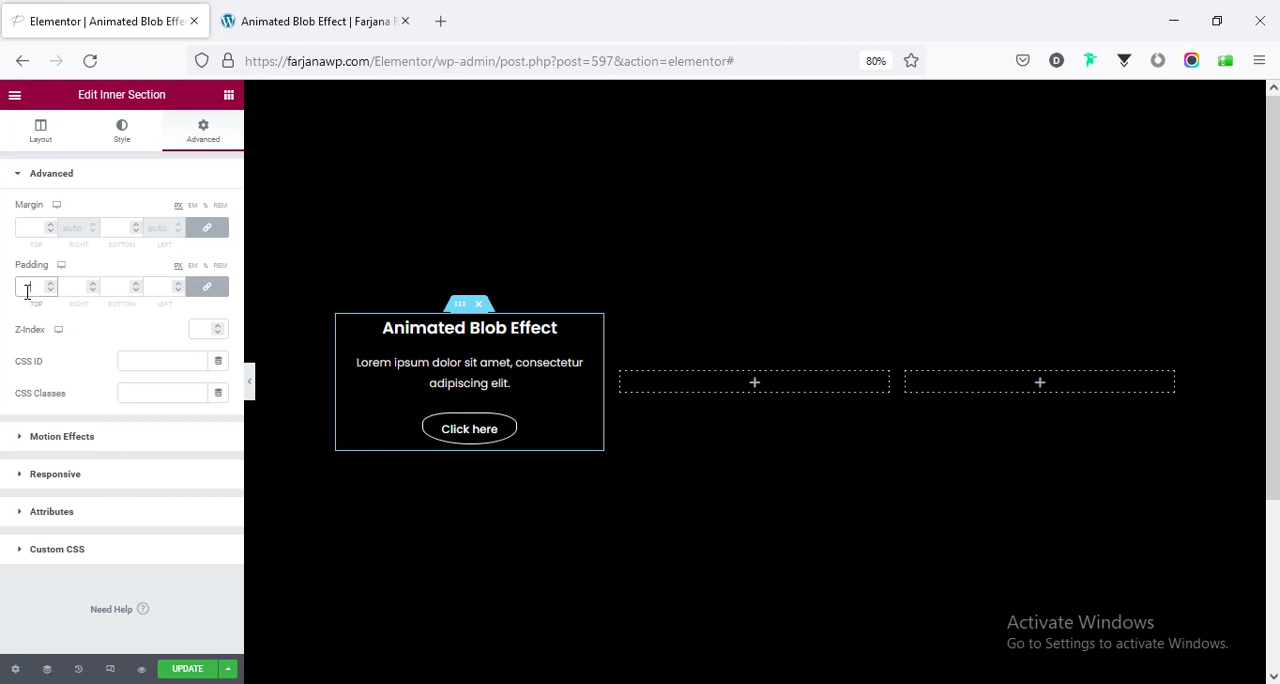 Elementor | Animated Blob Effe
Animated Blob Effect | Farjana R
https://farjanawp.com/Elementor/wp-admin/post.php?post=597&action=elementor#
80%
Edit Inner Section
Layout
Style
Advanced
Advanced
Margin
PX EM % REM
auto auto
TOP RIGHT BOTTOM LEFT
Padding
PX EM % REM
TOP RIGHT BOTTOM LEFT
Z-Index
CSS ID
CSS Classes
Motion Effects
Responsive
Attributes
Custom CSS
Need Help ?
UPDATE
Animated Blob Effect
Lorem ipsum dolor sit amet, consectetur
adipiscing elit.
Click here
Activate Windows
Go to Settings to activate Windows.